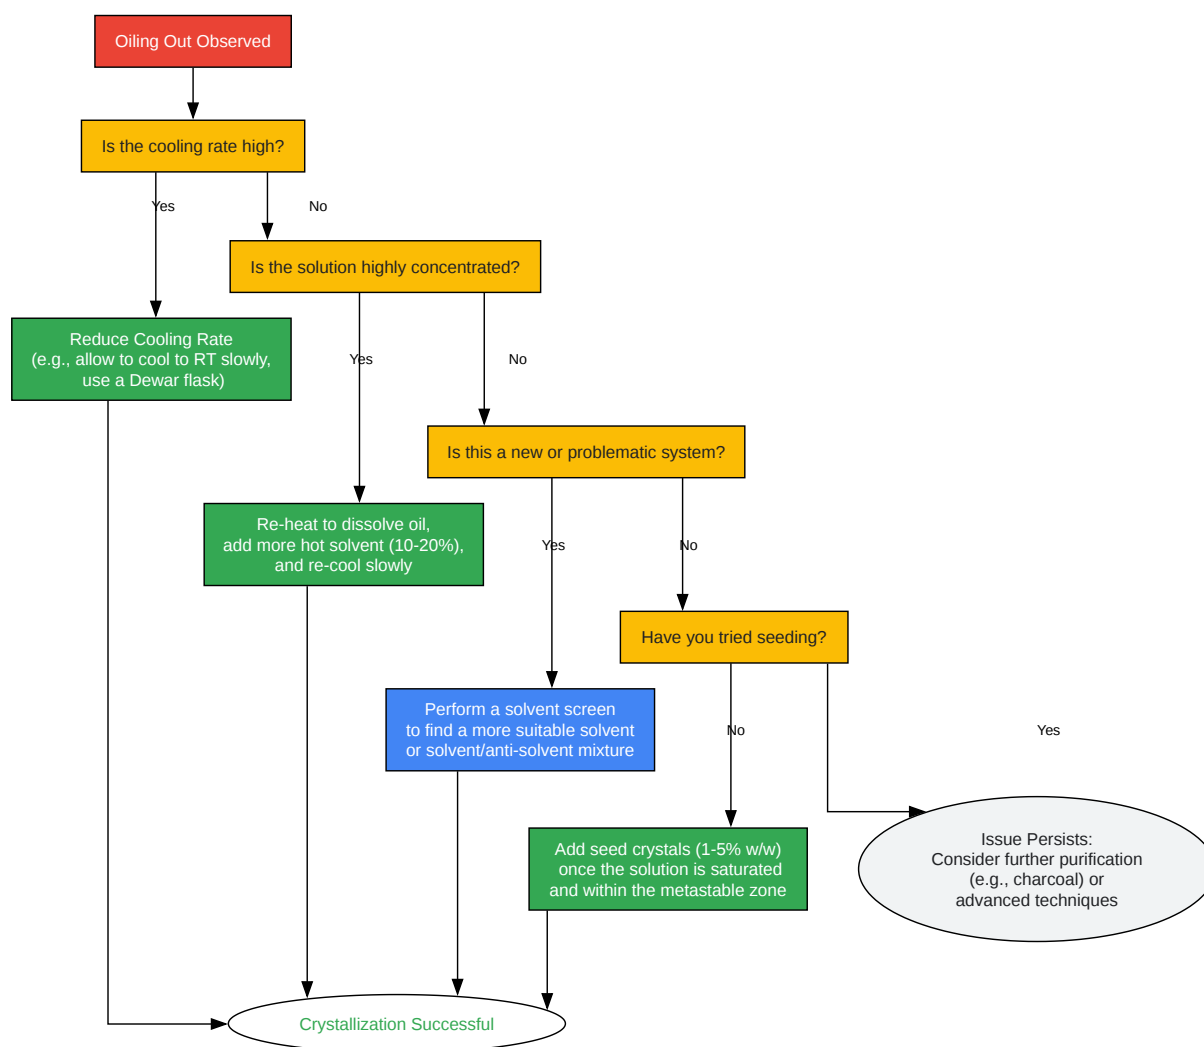 Oiling Out Observed
Is the cooling rate high?
Yes
No
Is the solution highly concentrated?
Reduce Cooling Rate
(e.g., allow to cool to RT slowly,
use a Dewar flask)
Yes
No
Is this a new or problematic system?
Re-heat to dissolve oil,
add more hot solvent (10-20%),
and re-cool slowly
Yes
No
Have you tried seeding?
Perform a solvent screen
to find a more suitable solvent
or solvent/anti-solvent mixture
No
Yes
Add seed crystals (1-5% w/w)
once the solution is saturated
and within the metastable zone
Issue Persists:
Consider further purification
(e.g., charcoal) or
advanced techniques
Crystallization Successful